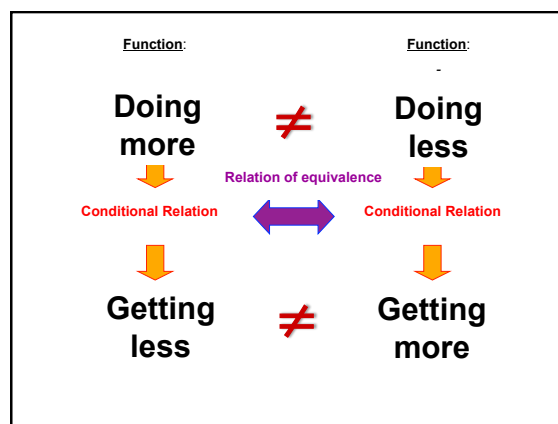 Function:
Function:
-
Doing
more
≠
Doing
less
Relation of equivalence
Conditional Relation
Conditional Relation
Getting
less
≠
Getting
more